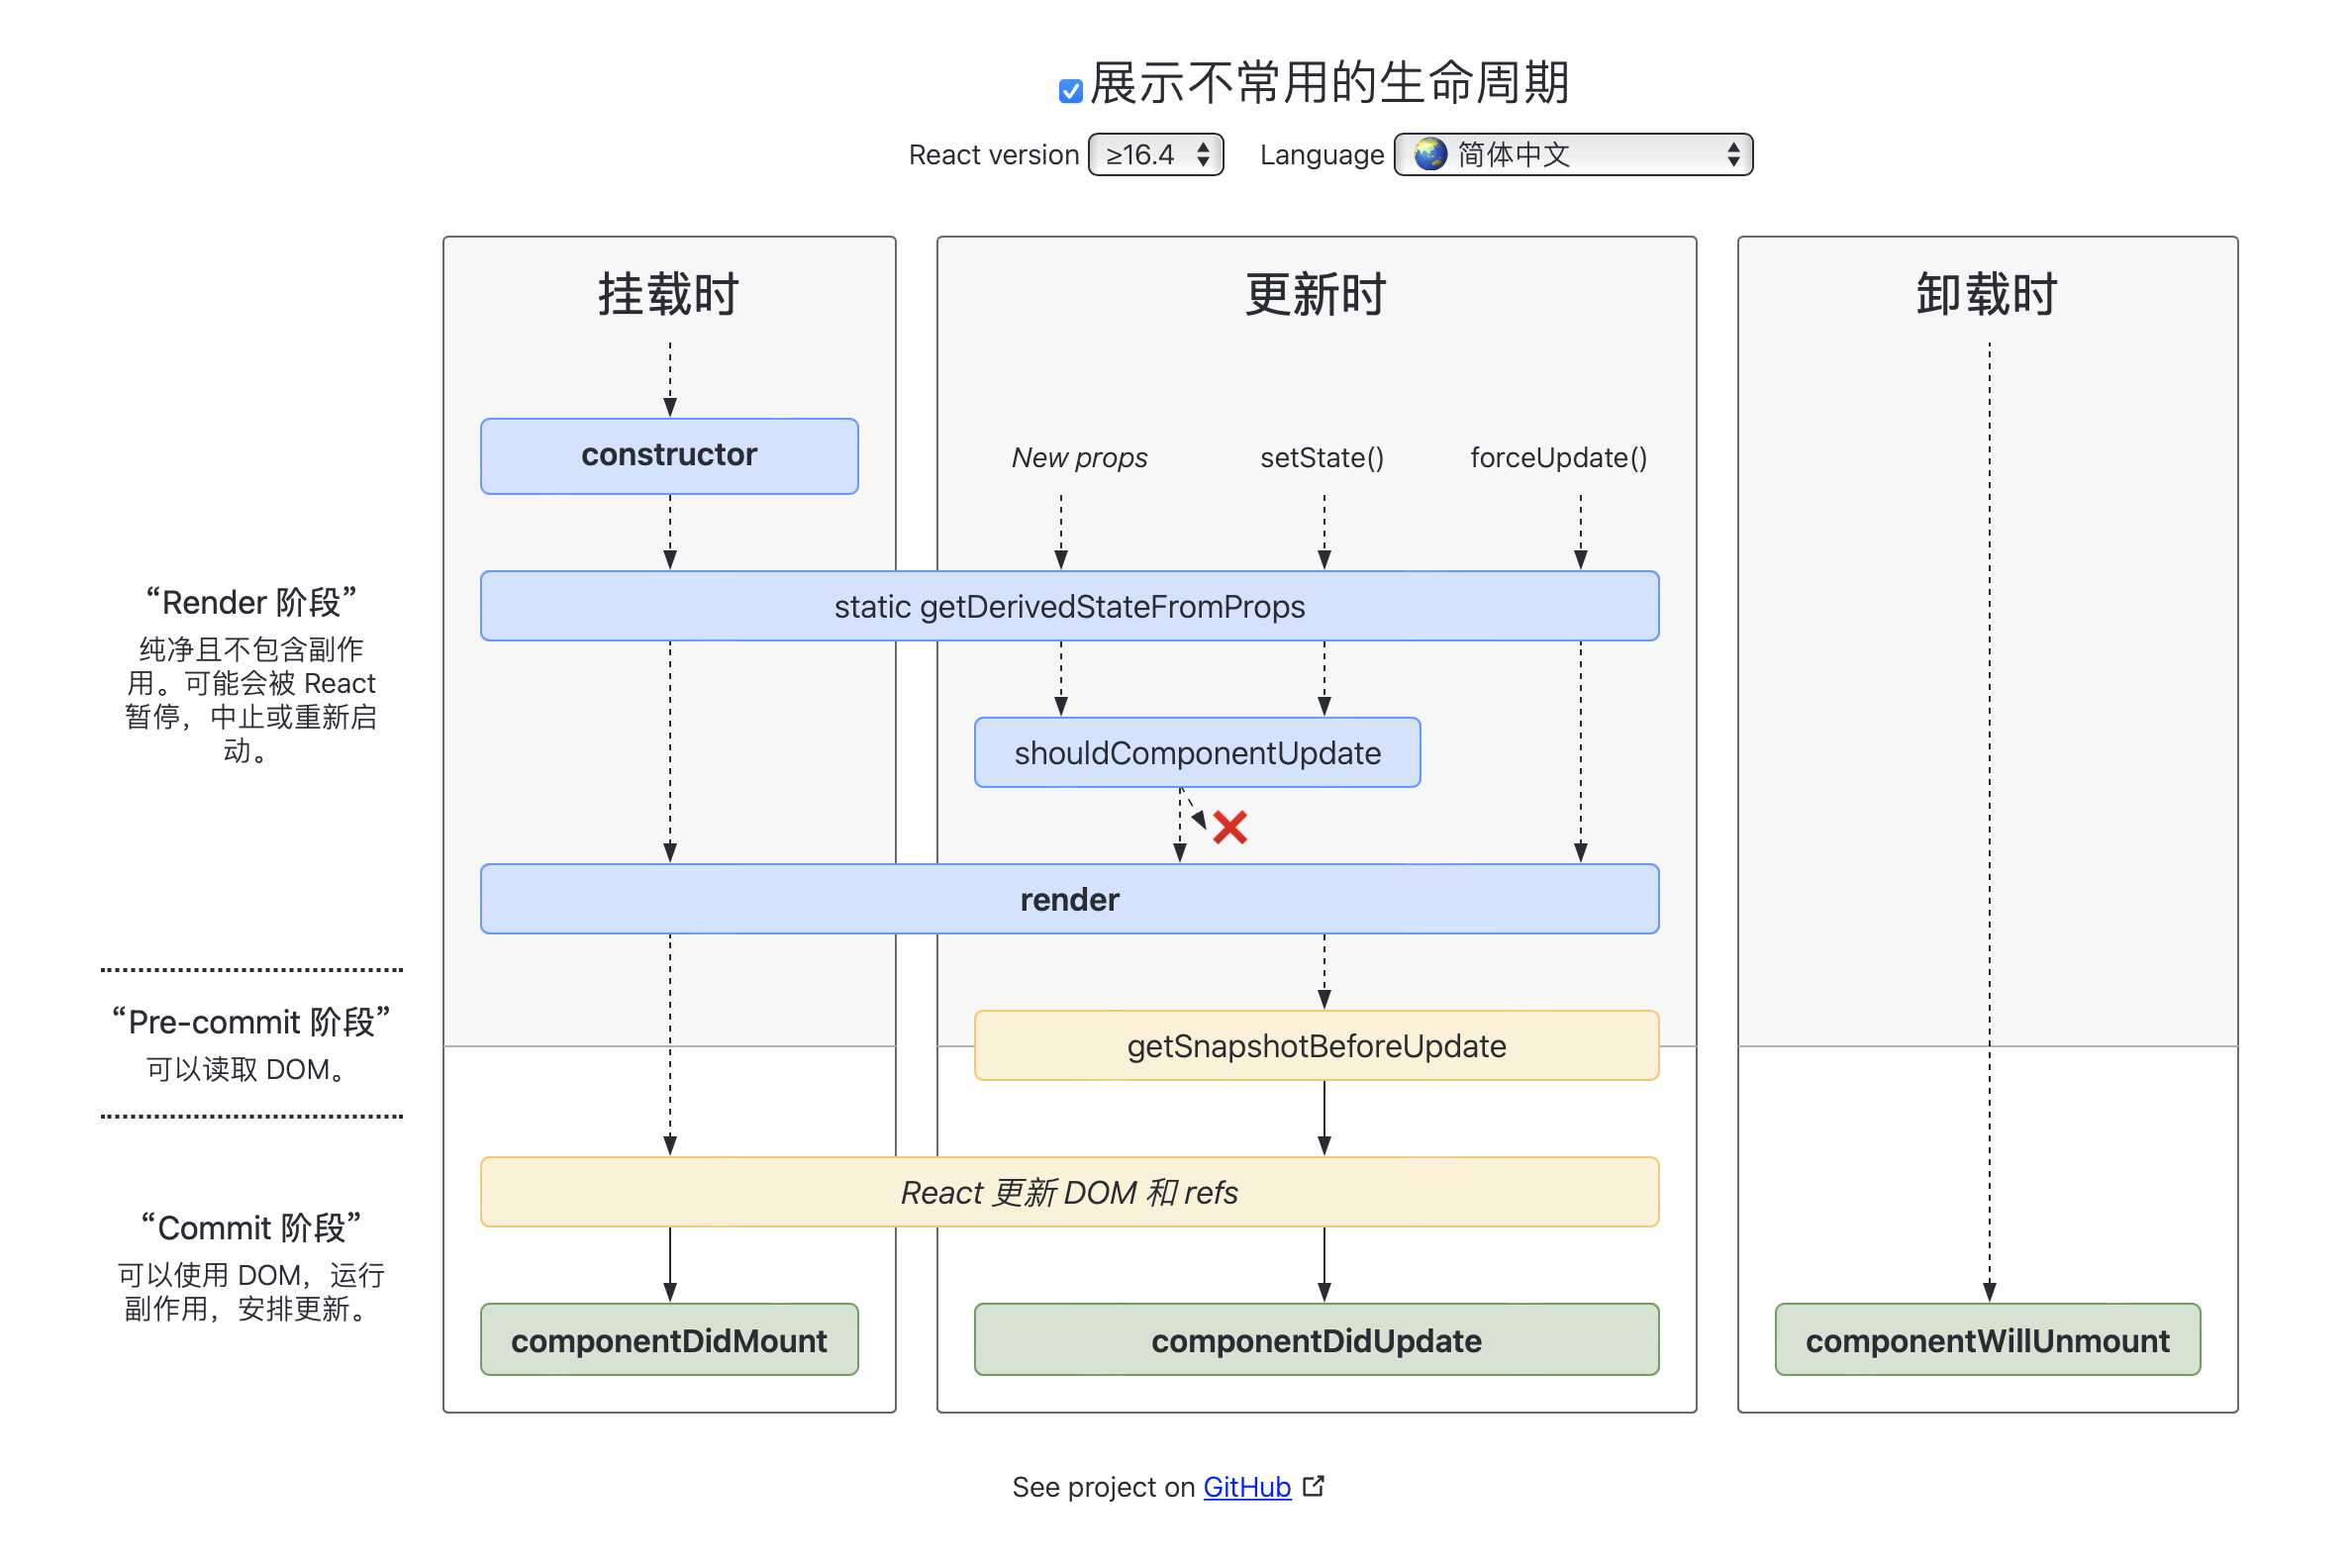 展示不常用的生命周期
React version ≥16.4 Language 简体中文
挂载时
更新时
卸载时
constructor
New props
setState()
forceUpdate()
static getDerivedStateFromProps
“Render 阶段”
纯净且不包含副作
用。可能会被 React
暂停，中止或重新启
动。
shouldComponentUpdate
render
“Pre-commit 阶段”
可以读取 DOM。
getSnapshotBeforeUpdate
React 更新 DOM 和 refs
“Commit 阶段”
可以使用 DOM，运行
副作用，安排更新。
componentDidMount
componentDidUpdate
componentWillUnmount
See project on GitHub